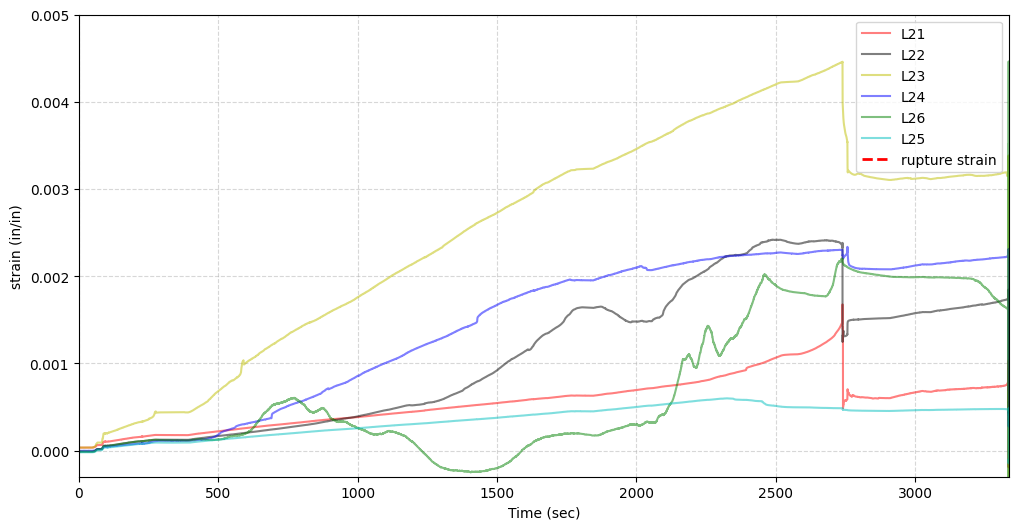 0.005
0.004
0.003
0.002
0.001
0.000
strain (in/in)
0
500
1000
1500
2000
2500
3000
Time (sec)
L21
L22
L23
L24
L26
L25
rupture strain